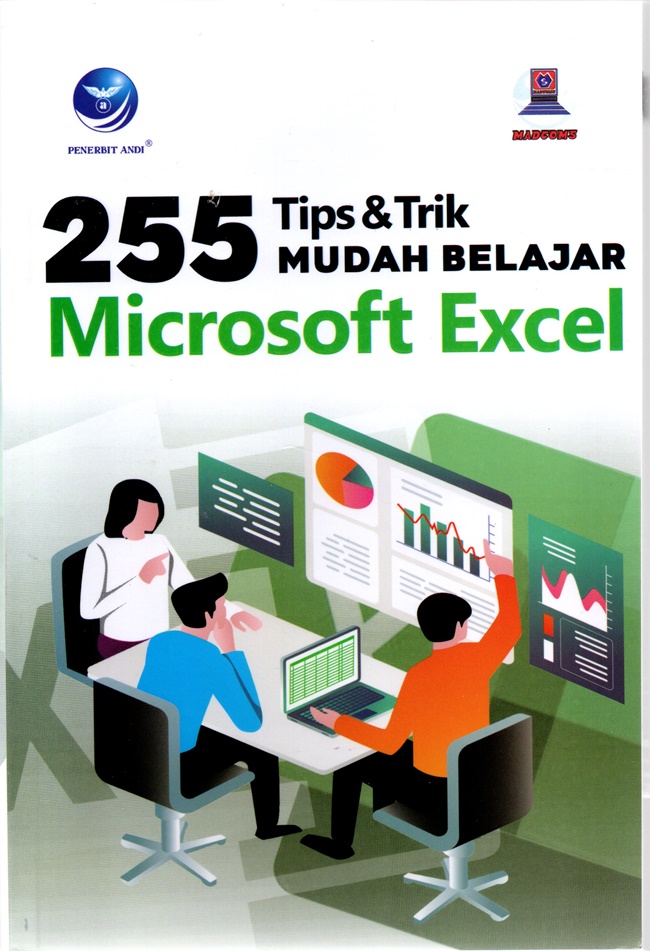 PENERBIT ANDI®
MADCOMS
255 Tips & Trik
MUDAH BELAJAR
Microsoft Excel